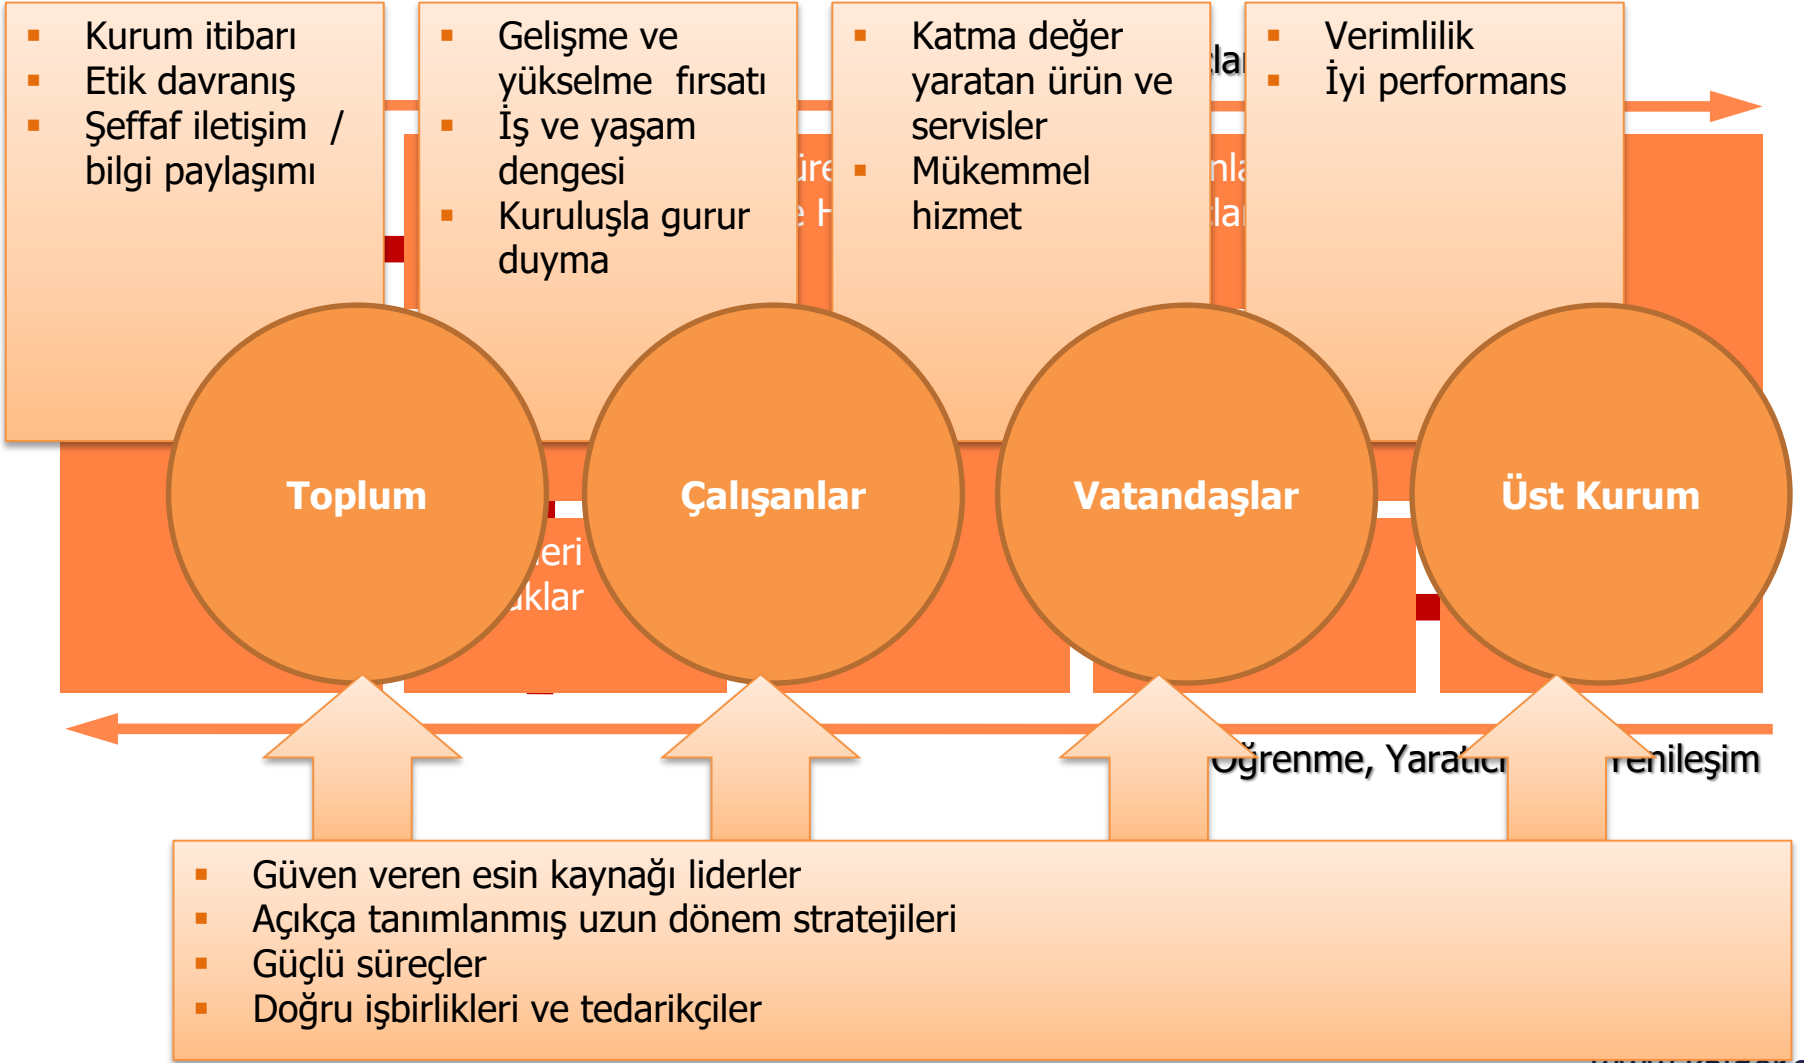 Kurum itibarı
Etik davranış
Şeffaf iletişim /
bilgi paylaşımı
Gelişme ve
yükselme fırsatı
İş ve yaşam
dengesi
Kuruluşla gurur
duyma
Katma değer
yaratan ürün ve
servisler
Mükemmel
hizmet
Verimlilik
İyi performans
Toplum
Çalışanlar
Vatandaşlar
Üst Kurum
Öğrenme,
Güven veren esin kaynağı liderler
Açıkça tanımlanmış uzun dönem stratejileri
Güçlü süreçler
Doğru işbirlikleri ve tedarikçiler